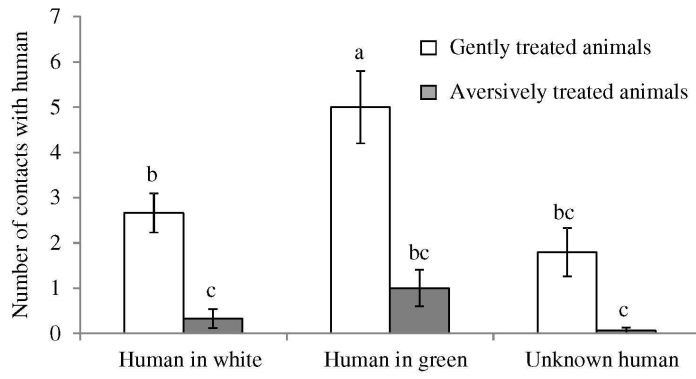 Number of contacts with human
7
6
5
4
3
2
1
0
Gently treated animals
Aversively treated animals
b
c
a
bc
bc
c
Human in white
Human in green
Unknown human